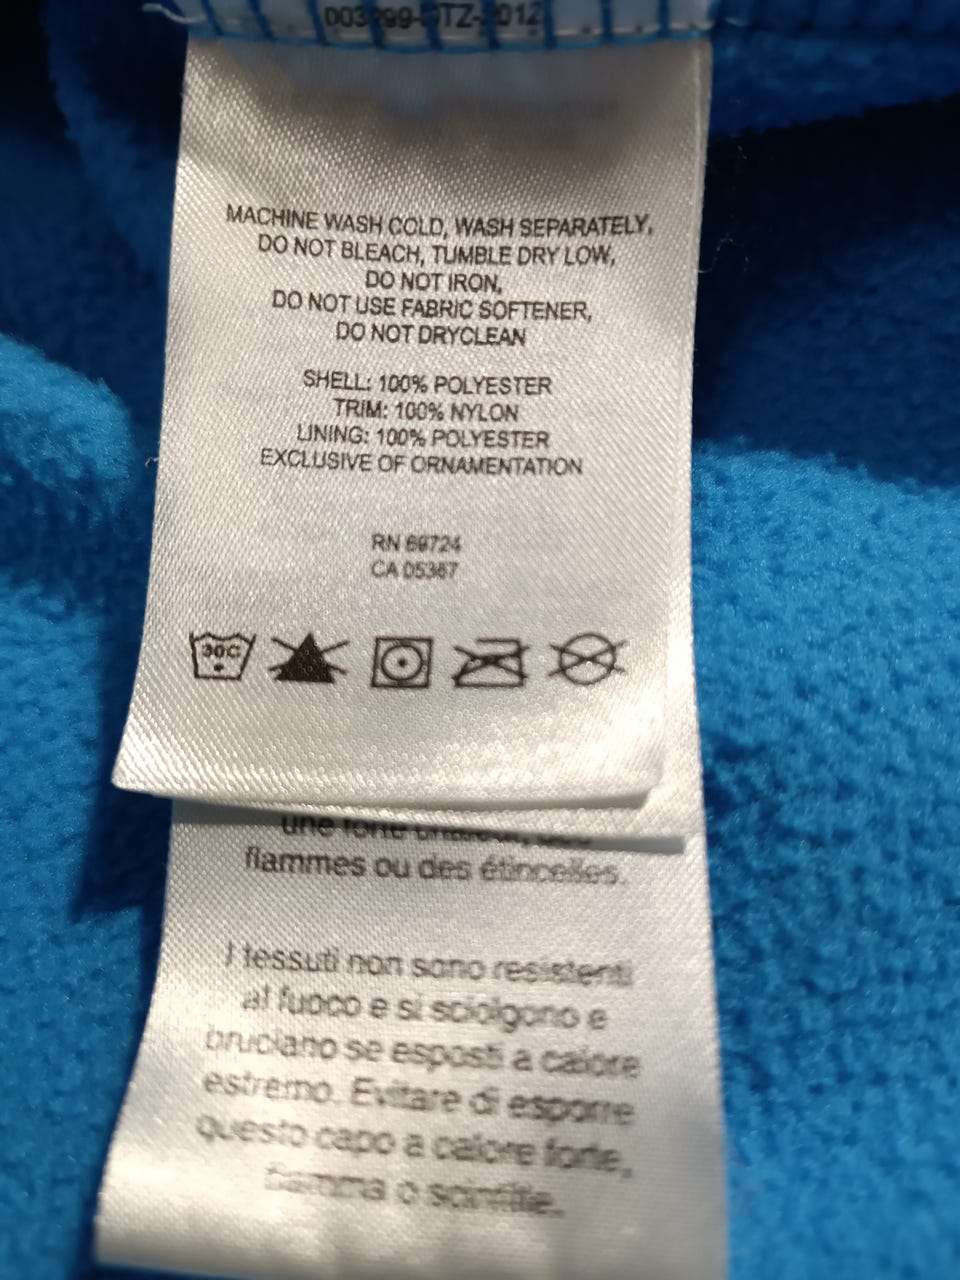 MACHINE WASH COLD, WASH SEPARATELY,
DO NOT BLEACH, TUMBLE DRY LOW,
DO NOT IRON,
DO NOT USE FABRIC SOFTENER,
DO NOT DRYCLEAN
SHELL: 100% POLYESTER
TRIM: 100% NYLON
LINING: 100% POLYESTER
EXCLUSIVE OF ORNAMENTATION
RN 69724
CA 05367
30C
une forte
flammes ou des étincelles.
I tessuti non sono resistenti
al fuoco e si sciolgono e
bruciano se esposti a calore
estremo. Evitare di esporre
questo capo a calore forte,
fiamma o scintille.